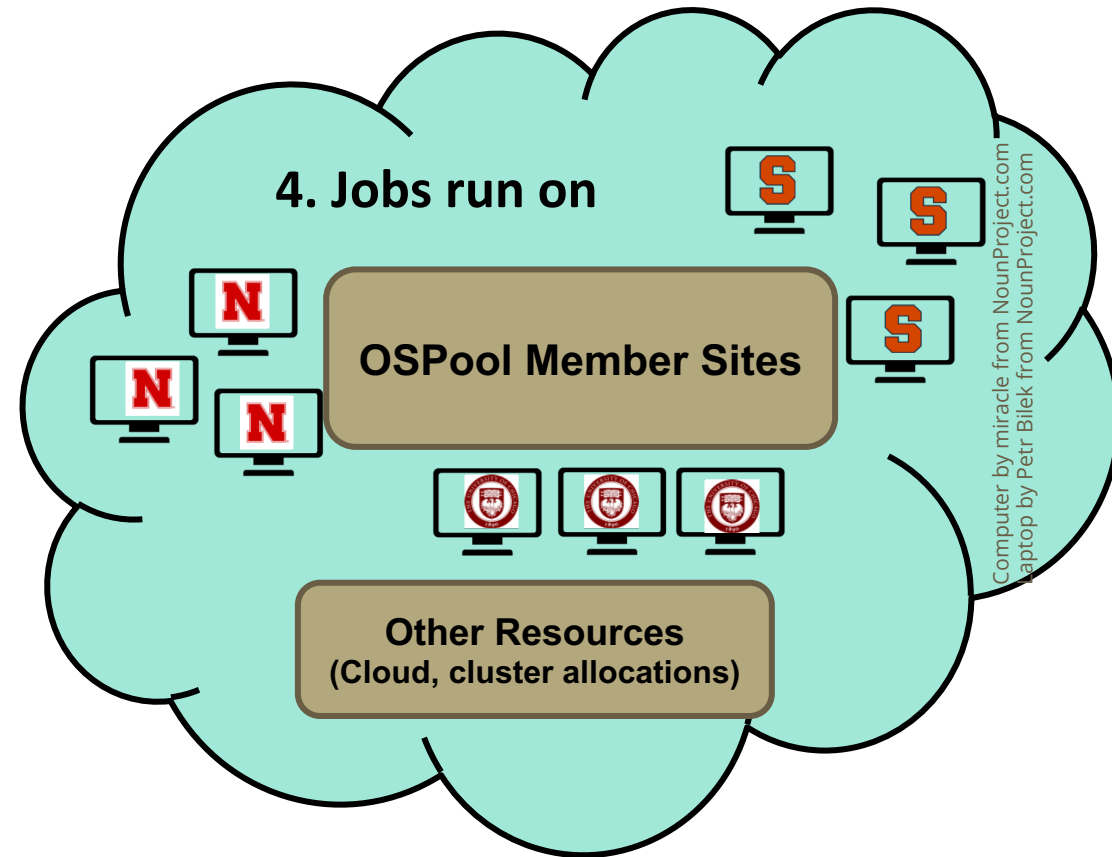 4. Jobs run on
S
S
N
S
OSPool Member Sites
N
N
Other Resources
(Cloud, cluster allocations)
Computer by miracle from NounProject.com
Laptop by Petr Bilek from NounProject.com